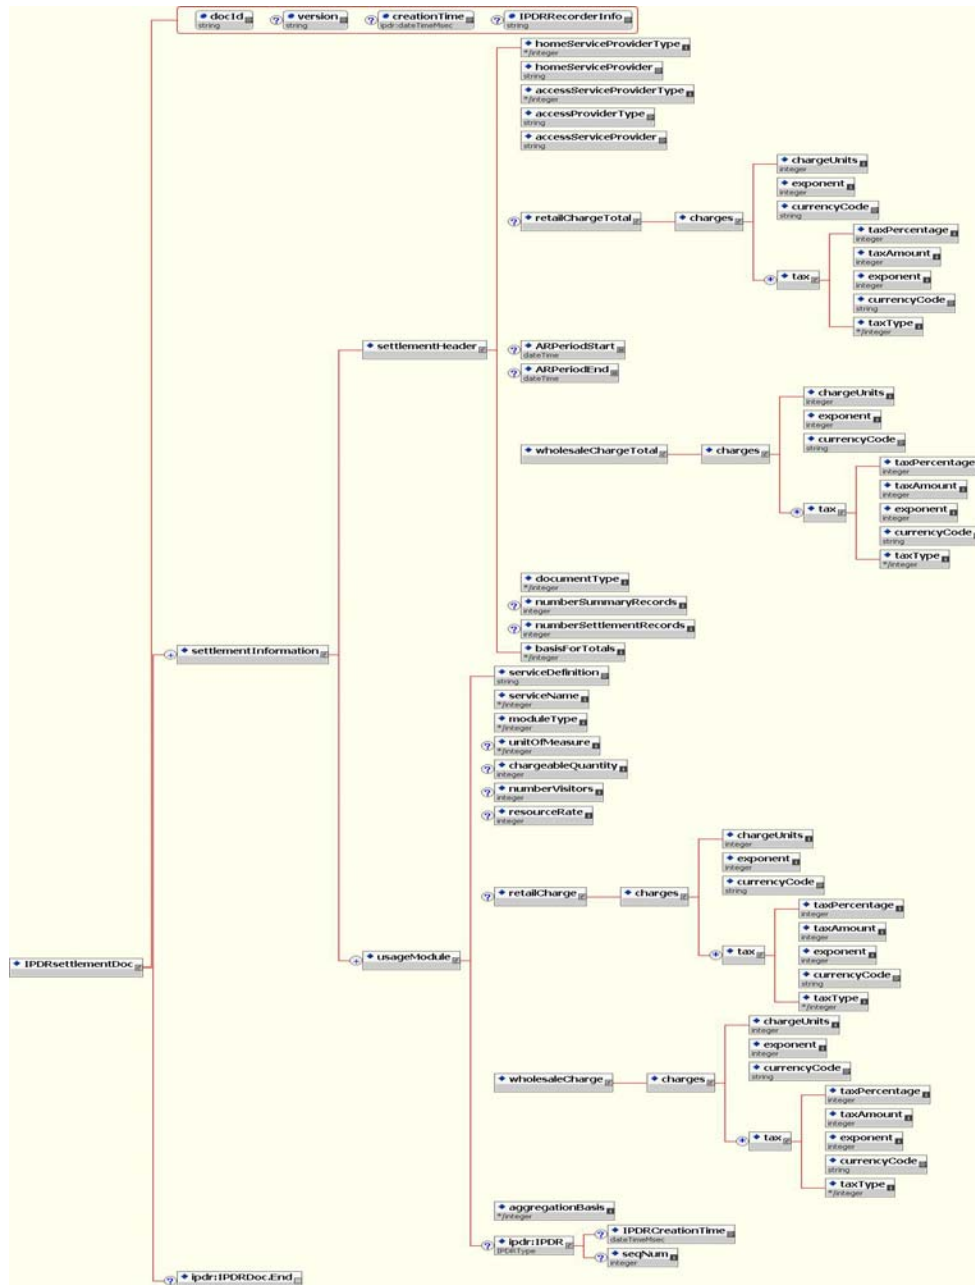 docId
string
?
version
string
?
creationTime
ipdr:dateTimeMsec
?
IPDRRecorderInfo
string
homeServiceProviderType
*/integer
homeServiceProvider
string
accessServiceProviderType
*/integer
accessProviderType
string
accessServiceProvider
string
?
retailChargeTotal
charges
chargeUnits
integer
exponent
integer
currencyCode
string
tax
taxPercentage
integer
taxAmount
integer
exponent
integer
currencyCode
string
taxType
*/integer
settlementHeader
?
ARPeriodStart
dateTime
?
ARPeriodEnd
dateTime
wholesaleChargeTotal
charges
chargeUnits
integer
exponent
integer
currencyCode
string
tax
taxPercentage
integer
taxAmount
integer
exponent
integer
currencyCode
string
taxType
*/integer
documentType
*/integer
?
numberSummaryRecords
integer
?
numberSettlementRecords
integer
basisForTotals
*/integer
+
settlementInformation
serviceDefinition
string
serviceName
*/integer
moduleType
*/integer
?
unitOfMeasure
*/integer
?
chargeableQuantity
integer
?
numberVisitors
integer
?
resourceRate
integer
?
retailCharge
charges
chargeUnits
integer
exponent
integer
currencyCode
string
tax
taxPercentage
integer
taxAmount
integer
exponent
integer
currencyCode
string
taxType
*/integer
+
usageModule
IPDRsettlementDoc
wholesaleCharge
charges
chargeUnits
integer
exponent
integer
currencyCode
string
tax
taxPercentage
integer
taxAmount
integer
exponent
integer
currencyCode
string
taxType
*/integer
aggregationBasis
*/integer
?
ipdr:IPDR
IPDRType
?
IPDRCreationTime
dateTimeMsec
?
seqNum
integer
?
ipdr:IPDRDoc.End